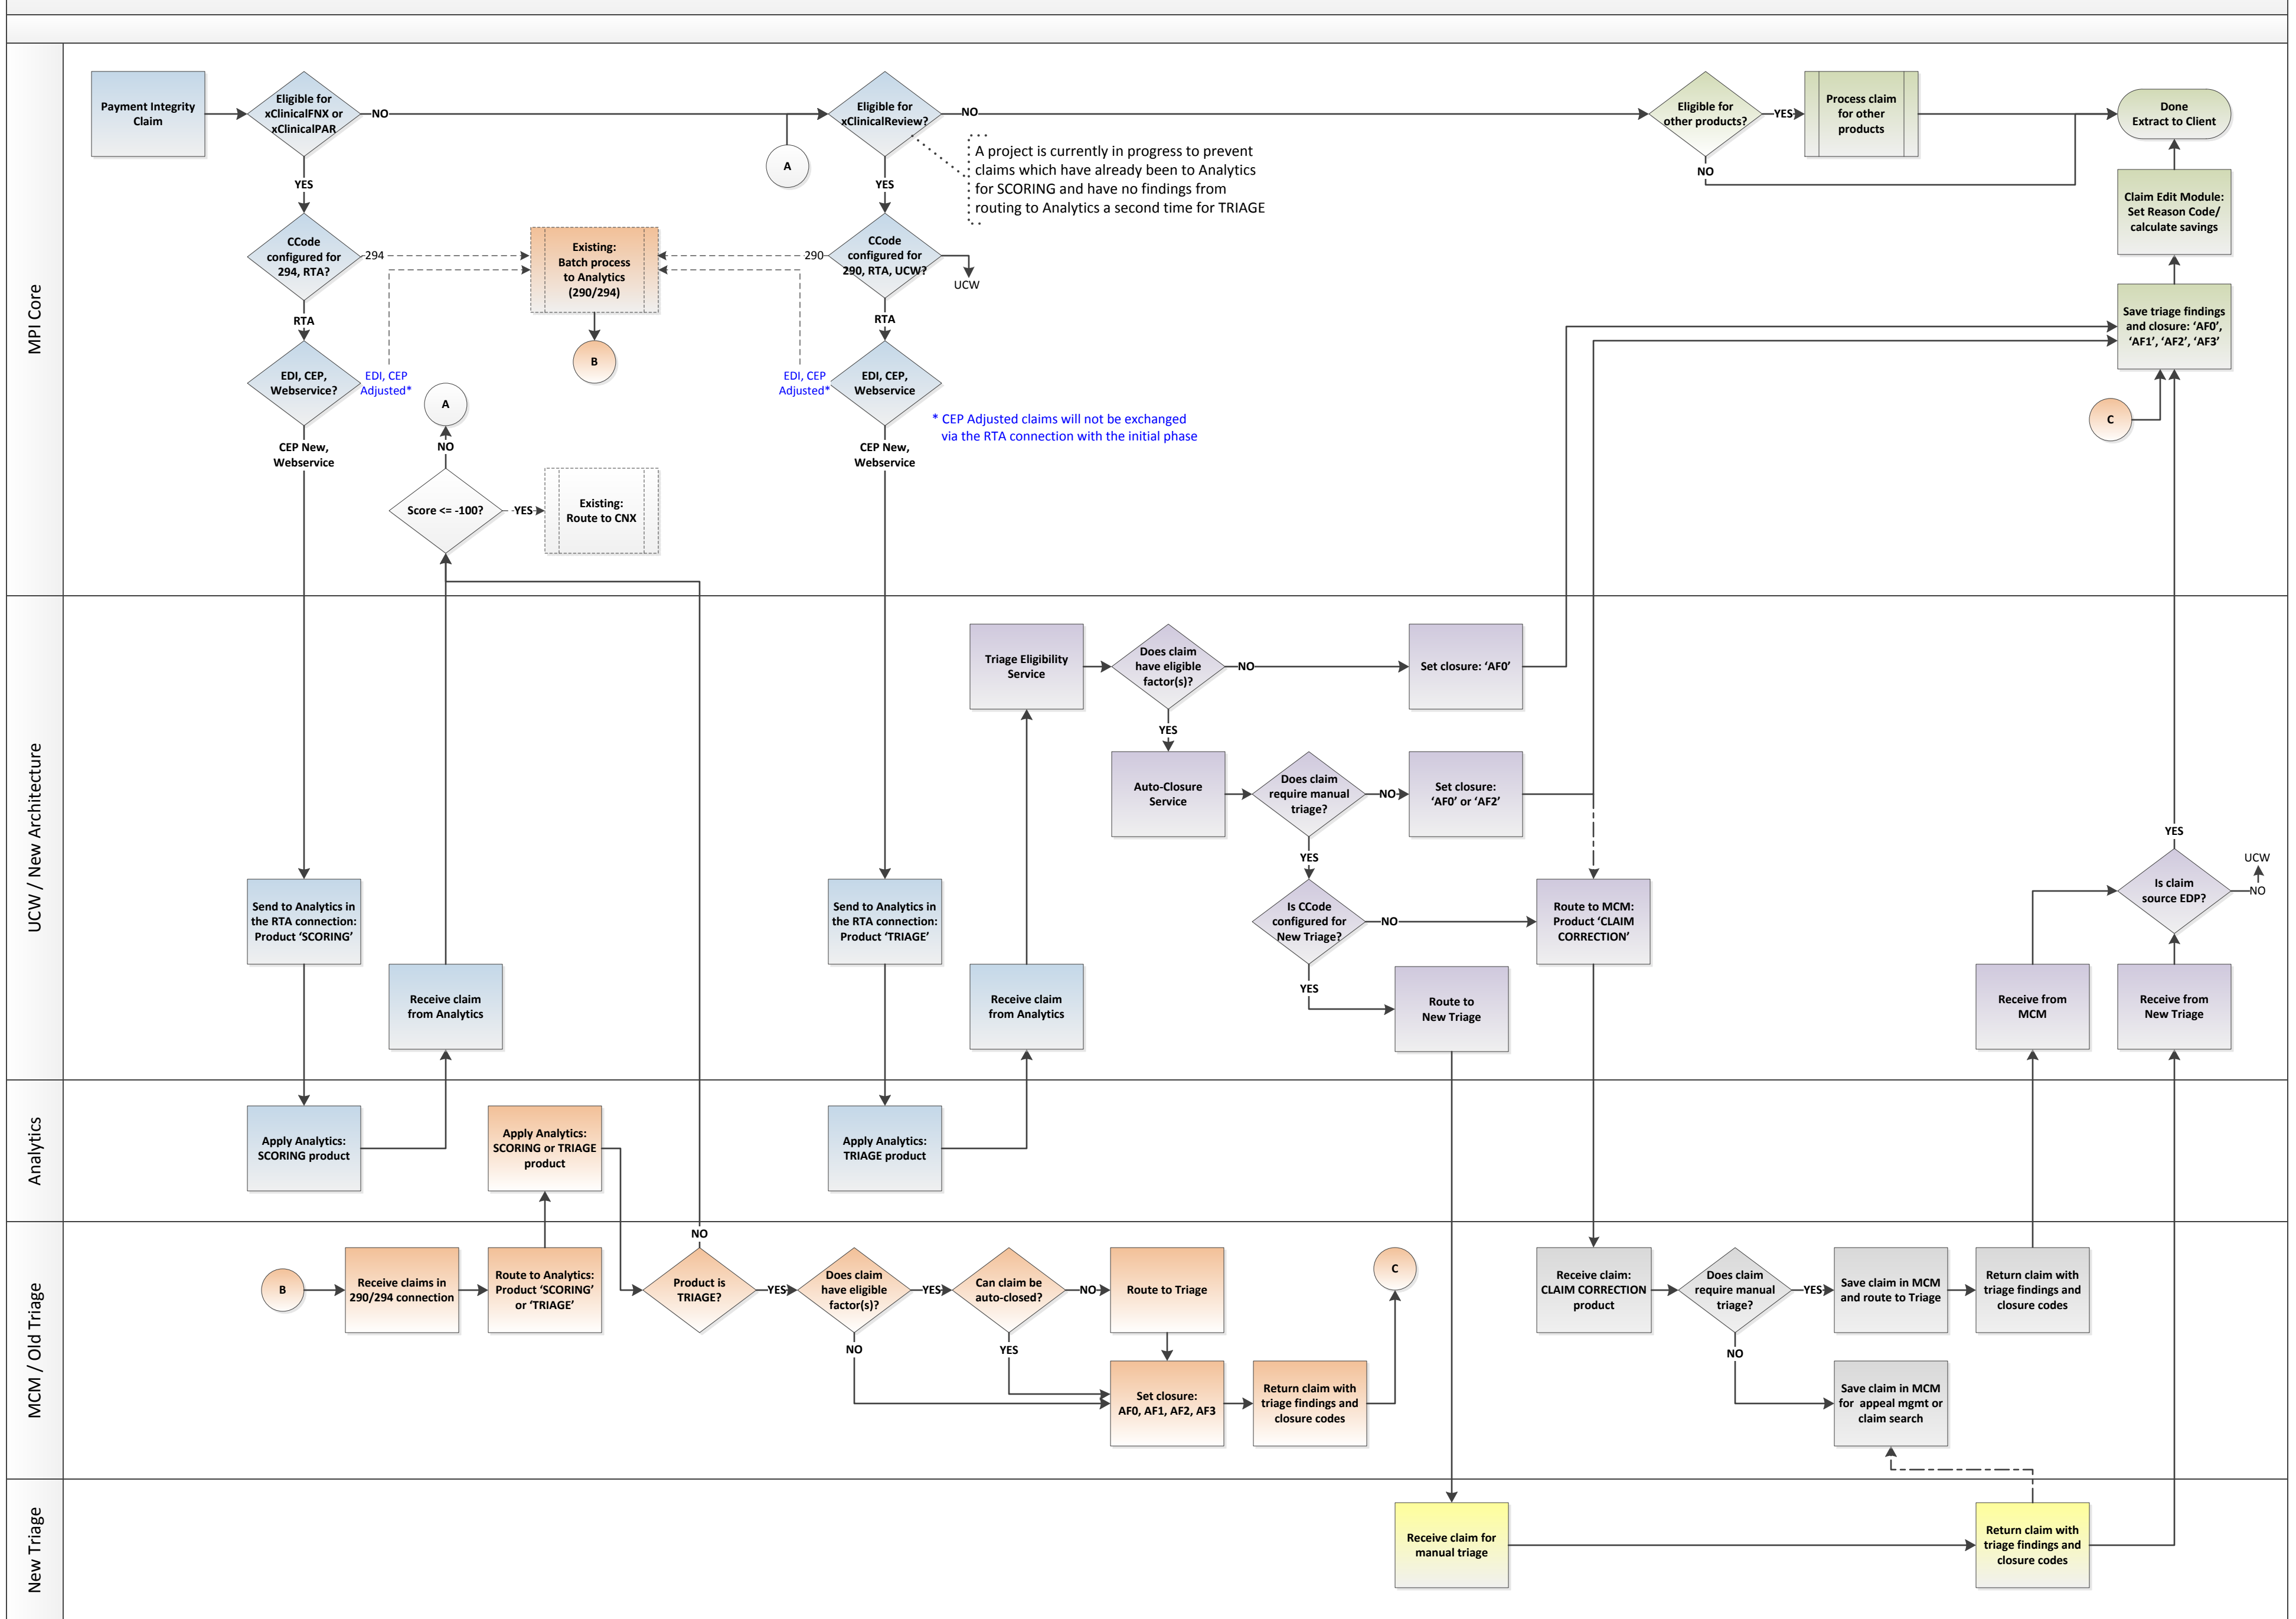 MPI Core
Payment Integrity
Claim
Eligible for
xClinicalFNX or
xClinicalPAR
NO
YES
CCode
configured for
294, RTA?
294
RTA
EDI, CEP,
Webservice?
EDI, CEP
Adjusted*
CEP New,
Webservice
Existing:
Batch process
to Analytics
(290/294)
B
A
NO
Score <= -100?
YES
Existing:
Route to CNX
A
Eligible for
xClinicalReview?
NO
YES
A project is currently in progress to prevent
claims which have already been to Analytics
for SCORING and have no findings from
routing to Analytics a second time for TRIAGE
CCode
configured for
290, RTA, UCW?
290
UCW
RTA
EDI, CEP,
Webservice
EDI, CEP
Adjusted*
* CEP Adjusted claims will not be exchanged
via the RTA connection with the initial phase
CEP New,
Webservice
Eligible for
other products?
YES
NO
Process claim
for other
products
Done
Extract to Client
Claim Edit Module:
Set Reason Code/
calculate savings
Save triage findings
and closure: ‘AF0’,
‘AF1’, ‘AF2’, ‘AF3’
C
UCW / New Architecture
Send to Analytics in
the RTA connection:
Product ‘SCORING’
Receive claim
from Analytics
Send to Analytics in
the RTA connection:
Product ‘TRIAGE’
Receive claim
from Analytics
Triage Eligibility
Service
Does claim
have eligible
factor(s)?
NO
YES
Set closure: ‘AF0’
Auto-Closure
Service
Does claim
require manual
triage?
NO
YES
Set closure:
‘AF0’ or ‘AF2’
Is CCode
configured for
New Triage?
NO
YES
Route to MCM:
Product ‘CLAIM
CORRECTION’
Route to
New Triage
YES
Is claim
source EDP?
NO
UCW
Receive from
MCM
Receive from
New Triage
Analytics
Apply Analytics:
SCORING product
Apply Analytics:
SCORING or TRIAGE
product
Apply Analytics:
TRIAGE product
MCM / Old Triage
B
Receive claims in
290/294 connection
Route to Analytics:
Product ‘SCORING’
or ‘TRIAGE’
NO
Product is
TRIAGE?
YES
Does claim
have eligible
factor(s)?
YES
NO
Can claim be
auto-closed?
NO
YES
Route to Triage
Set closure:
AF0, AF1, AF2, AF3
Return claim with
triage findings and
closure codes
C
Receive claim:
CLAIM CORRECTION
product
Does claim
require manual
triage?
YES
NO
Save claim in MCM
and route to Triage
Return claim with
triage findings and
closure codes
Save claim in MCM
for appeal mgmt or
claim search
New Triage
Receive claim for
manual triage
Return claim with
triage findings and
closure codes